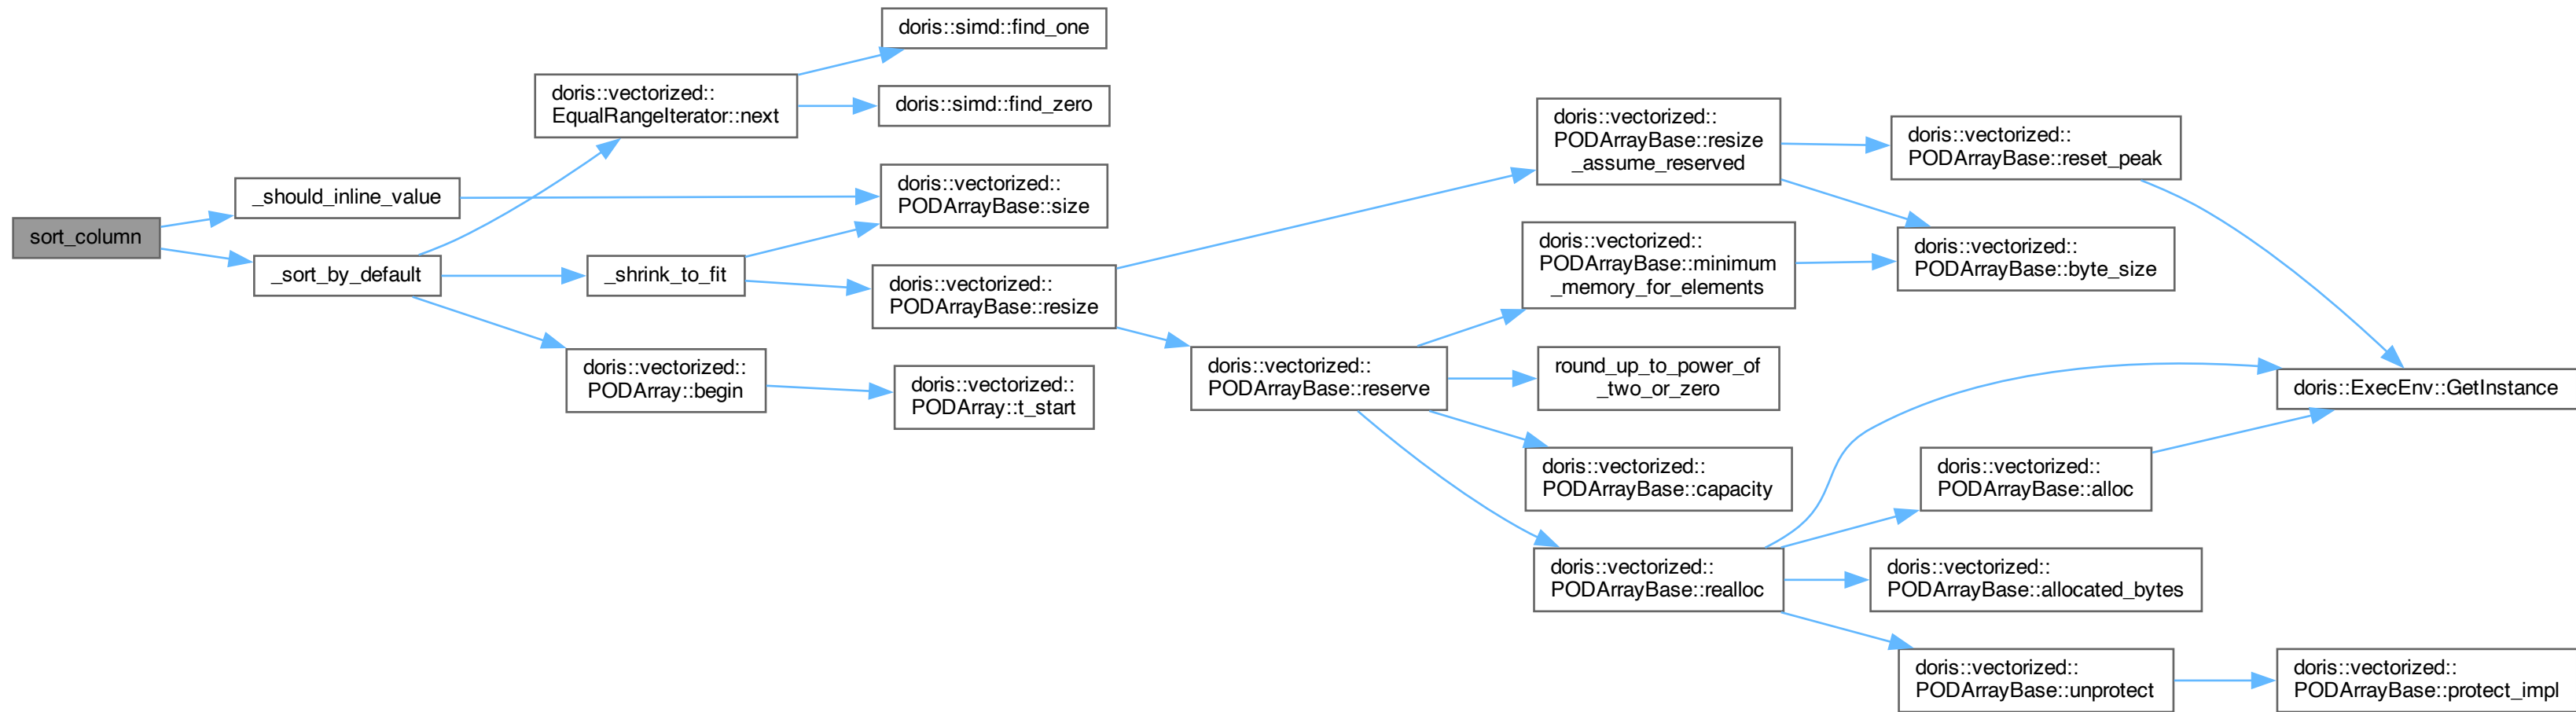 sort_column
_should_inline_value
_sort_by_default
doris::vectorized::
EqualRangeIterator::next
_shrink_to_fit
doris::vectorized::
PODArray::begin
doris::simd::find_one
doris::simd::find_zero
doris::vectorized::
PODArrayBase::size
doris::vectorized::
PODArrayBase::resize
doris::vectorized::
PODArray::t_start
doris::vectorized::
PODArrayBase::reserve
doris::vectorized::
PODArrayBase::resize
_assume_reserved
doris::vectorized::
PODArrayBase::minimum
_memory_for_elements
round_up_to_power_of
_two_or_zero
doris::vectorized::
PODArrayBase::capacity
doris::vectorized::
PODArrayBase::realloc
doris::vectorized::
PODArrayBase::reset_peak
doris::vectorized::
PODArrayBase::byte_size
doris::vectorized::
PODArrayBase::alloc
doris::vectorized::
PODArrayBase::allocated_bytes
doris::vectorized::
PODArrayBase::unprotect
doris::ExecEnv::GetInstance
doris::vectorized::
PODArrayBase::protect_impl